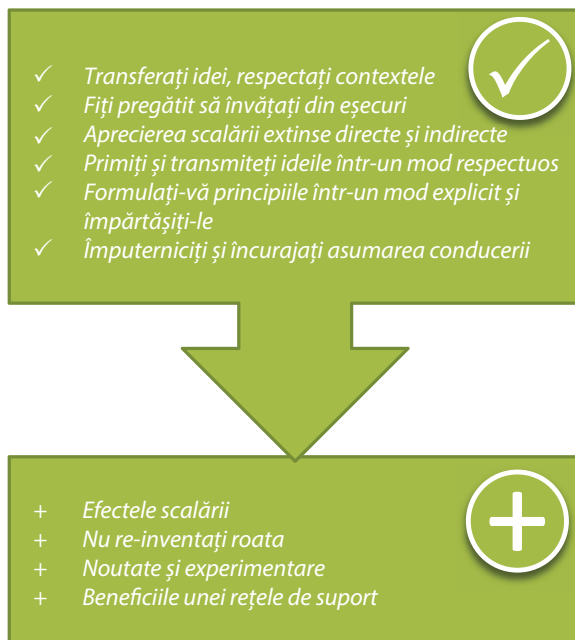 ✓ Transferați idei, respectați contextele
✓ Fiți pregătit să învățați din eșecuri
✓ Aprecierea scalării extinse directe și indirecte
✓ Primiți și transmiteți ideile într-un mod respectuos
✓ Formulați-vă principiile într-un mod explicit și
împărtășiți-le
✓ Împuterniciți și încurajați asumarea conducerii
+ Efectele scalării
+ Nu re-inventați roata
+ Noutate și experimentare
+ Beneficiile unei rețele de suport